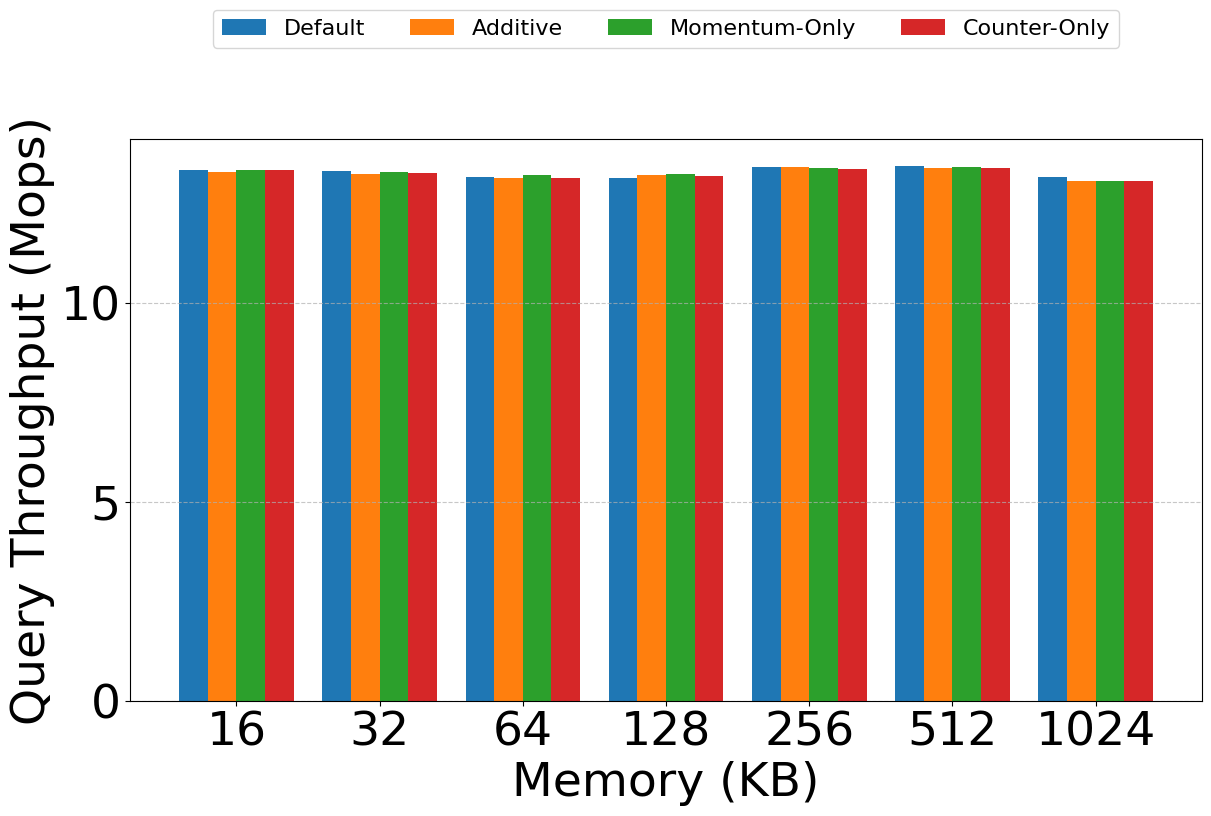 Default Additive Momentum-Only Counter-Only
Query Throughput (Mops)
10
5
0
16 32 64 128 256 512 1024
Memory (KB)